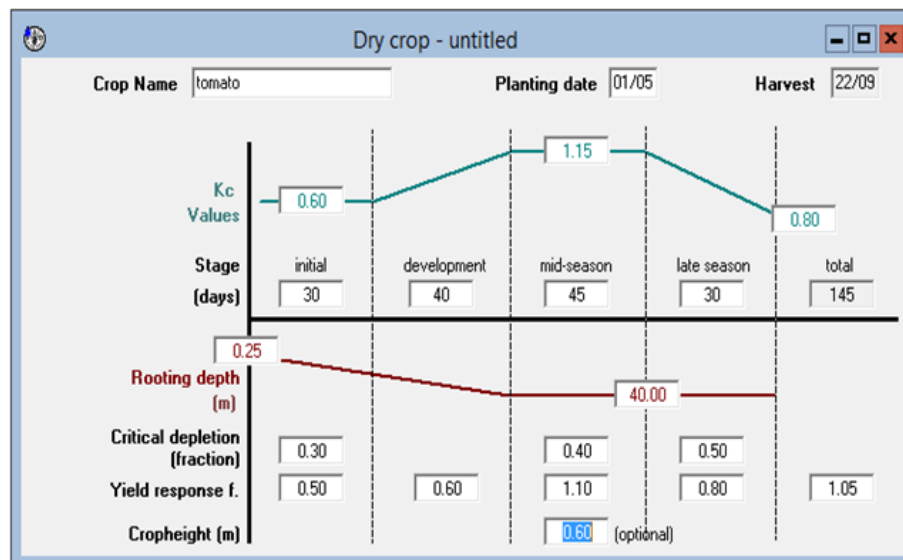 Dry crop - untitled
Crop Name tomato Planting date 01/05 Harvest 22/09
1.15
Kc 0.60
Values 0.80
Stage initial development mid-season late season total
(days) 30 40 45 30 145
0.25
Rooting depth 40.00
(m)
Critical depletion
(fraction) 0.30 0.40 0.50
Yield response f. 0.50 0.60 1.10 0.80 1.05
Cropheight (m) 0.60 (optional)